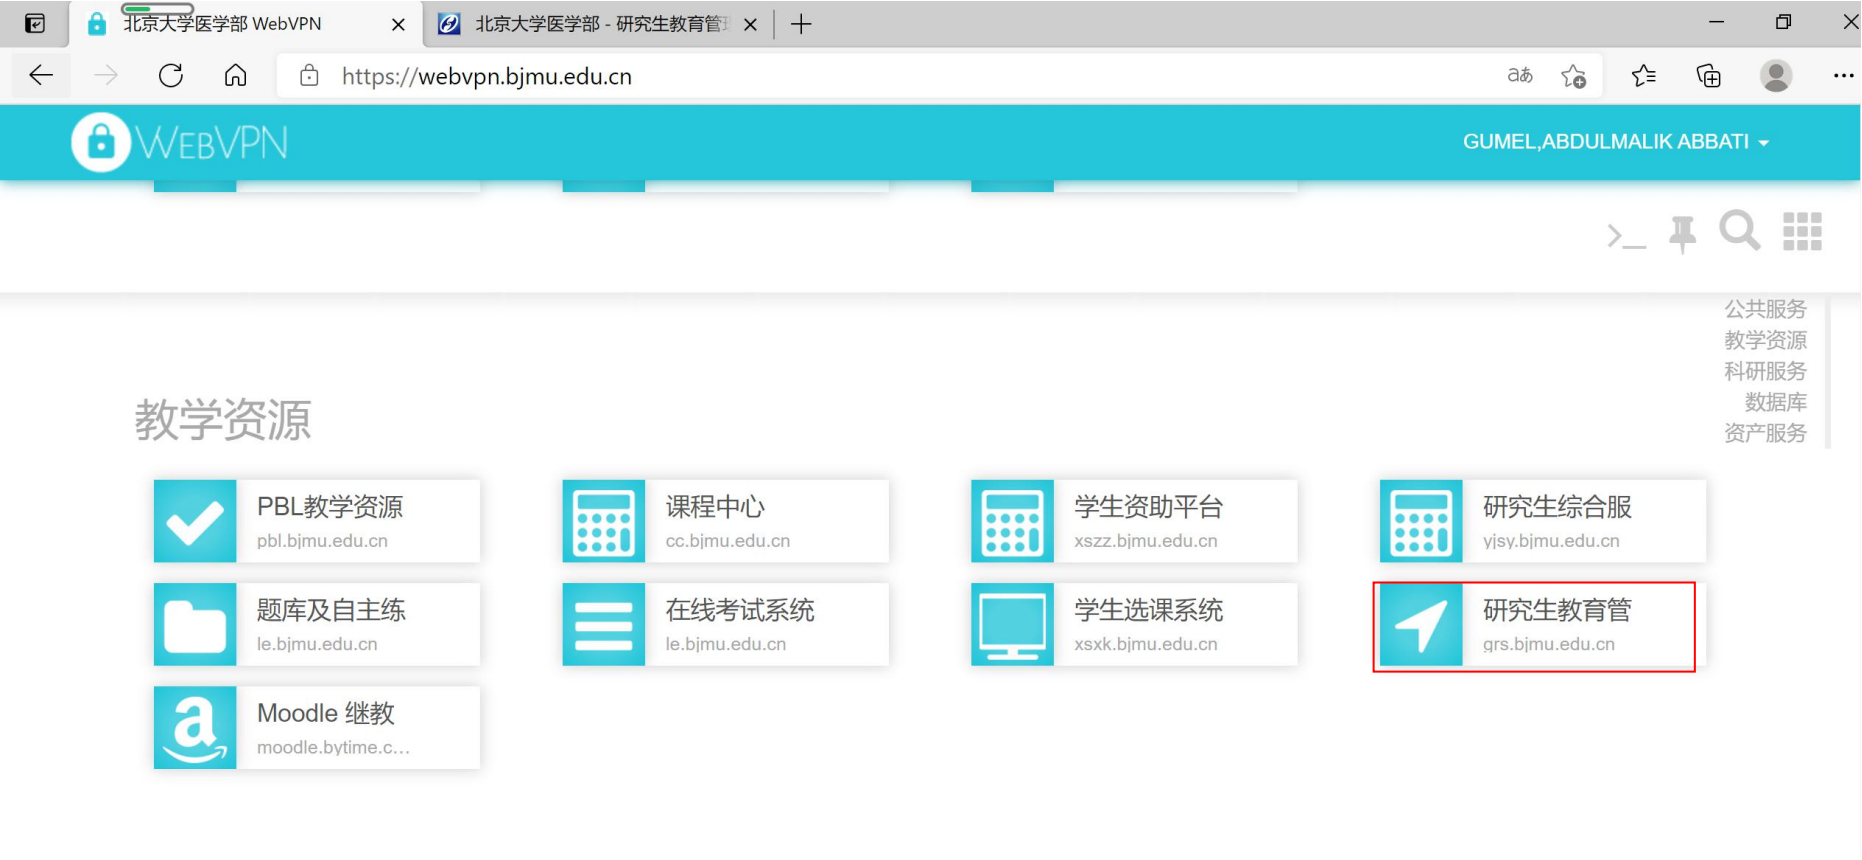 北京大学医学部 WebVPN
北京大学医学部 - 研究生教育管理
https://webvpn.bjmu.edu.cn
aあ
WEBVPN
GUMEL,ABDULMALIK ABBATI
公共服务
教学资源
科研服务
数据库
资产服务
教学资源
PBL教学资源
pbl.bjmu.edu.cn
课程中心
cc.bjmu.edu.cn
学生资助平台
xszz.bjmu.edu.cn
研究生综合服
yjsy.bjmu.edu.cn
题库及自主练
le.bjmu.edu.cn
在线考试系统
le.bjmu.edu.cn
学生选课系统
xsxk.bjmu.edu.cn
研究生教育管
grs.bjmu.edu.cn
Moodle 继教
moodle.bytime.c...